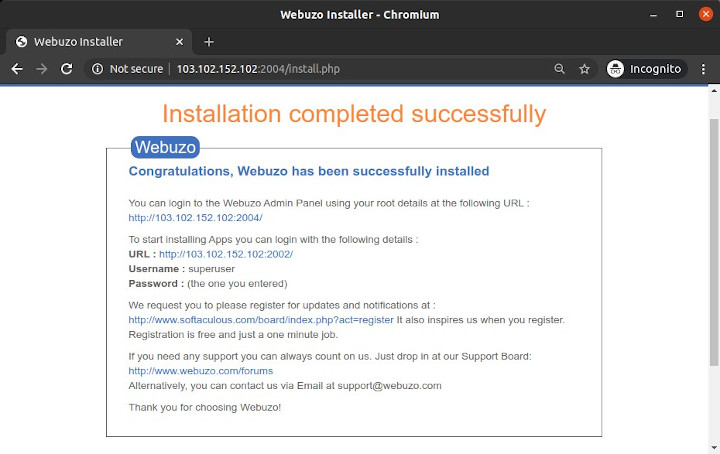 Webuzo Installer - Chromium
Webuzo Installer
Not secure 103.102.152.102:2004/install.php
Incognito
Installation completed successfully
Webuzo
Congratulations, Webuzo has been successfully installed
You can login to the Webuzo Admin Panel using your root details at the following URL :
http://103.102.152.102:2004/
To start installing Apps you can login with the following details :
URL : http://103.102.152.102:2002/
Username : superuser
Password : (the one you entered)
We request you to please register for updates and notifications at :
http://www.softaculous.com/board/index.php?act=register It also inspires us when you register.
Registration is free and just a one minute job.
If you need any support you can always count on us. Just drop in at our Support Board:
http://www.webuzo.com/forums
Alternatively, you can contact us via Email at support@webuzo.com
Thank you for choosing Webuzo!